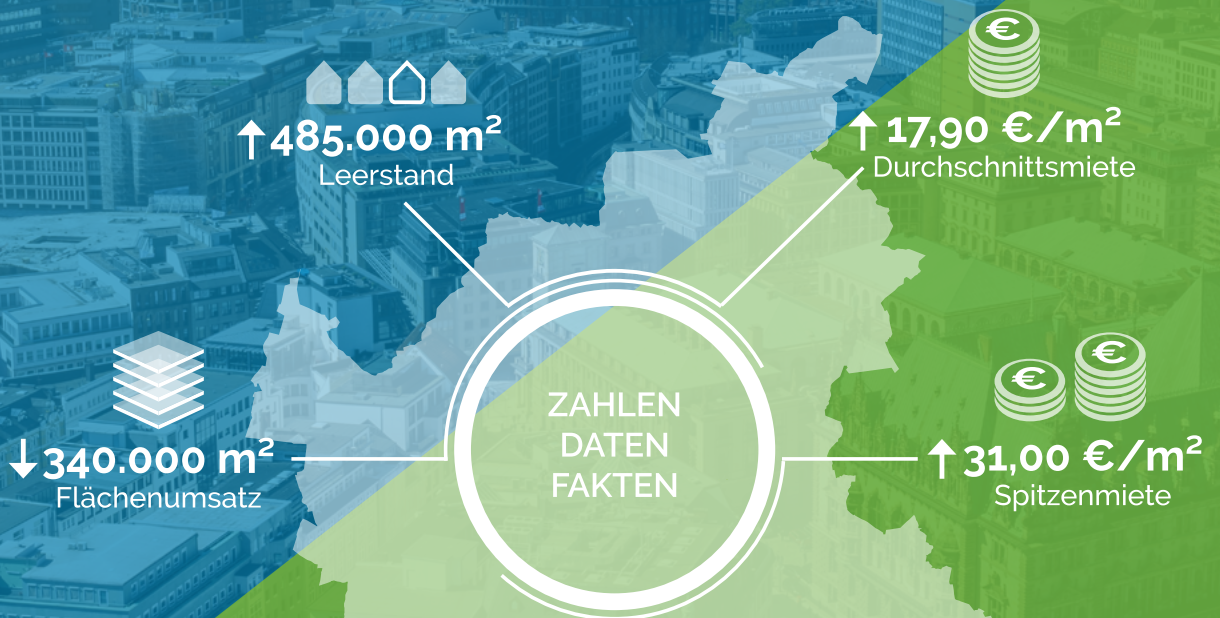 ↑ 485.000 m²
Leerstand
↑ 17,90 €/m²
Durchschnittsmiete
↓ 340.000 m²
Flächenumsatz
ZAHLEN
DATEN
FAKTEN
↑ 31,00 €/m²
Spitzenmiete